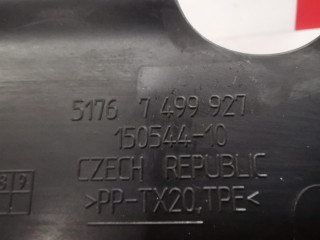 5176 7 499 927
150544-10
CZECH REPUBLIC
>PP-TX20,TPE<